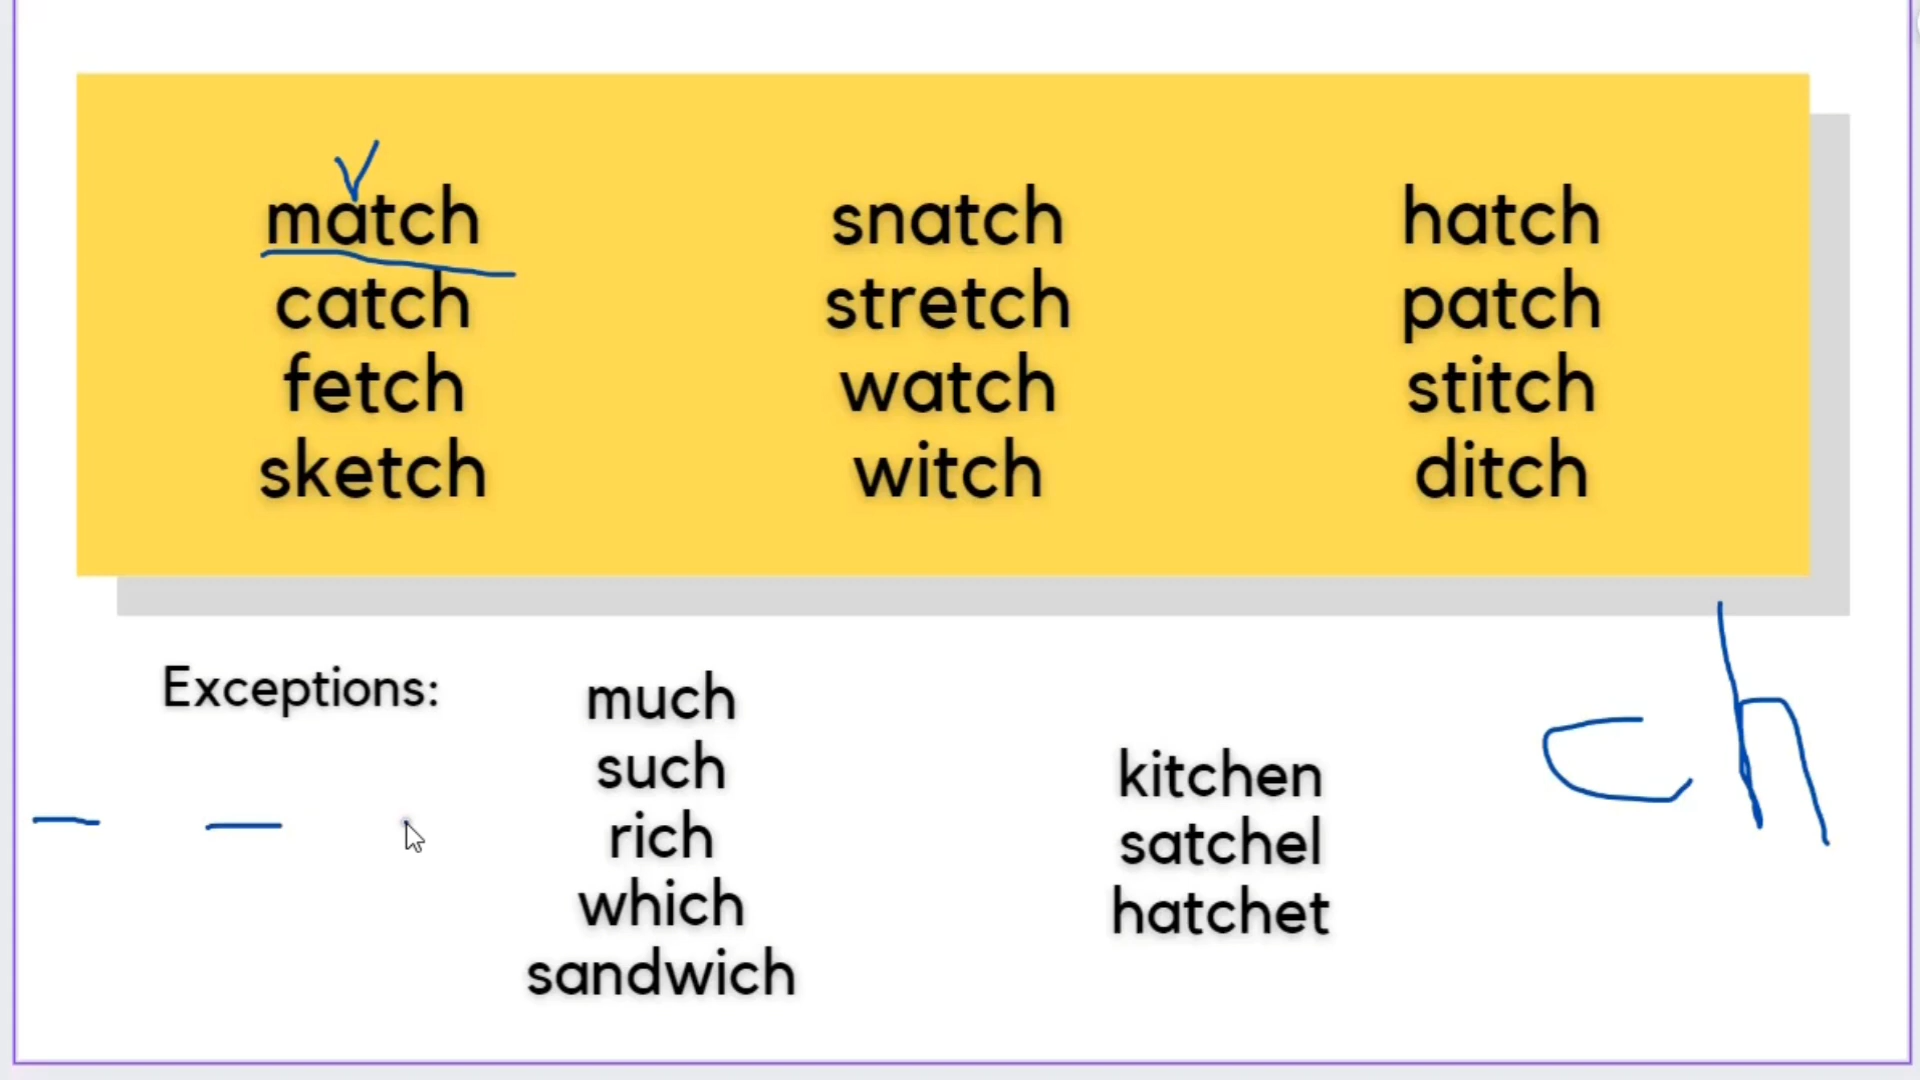 match snatch hatch
catch stretch patch
fetch watch stitch
sketch witch ditch
Exceptions:
much
such
rich
which
sandwich
kitchen
satchel
hatchet
ch